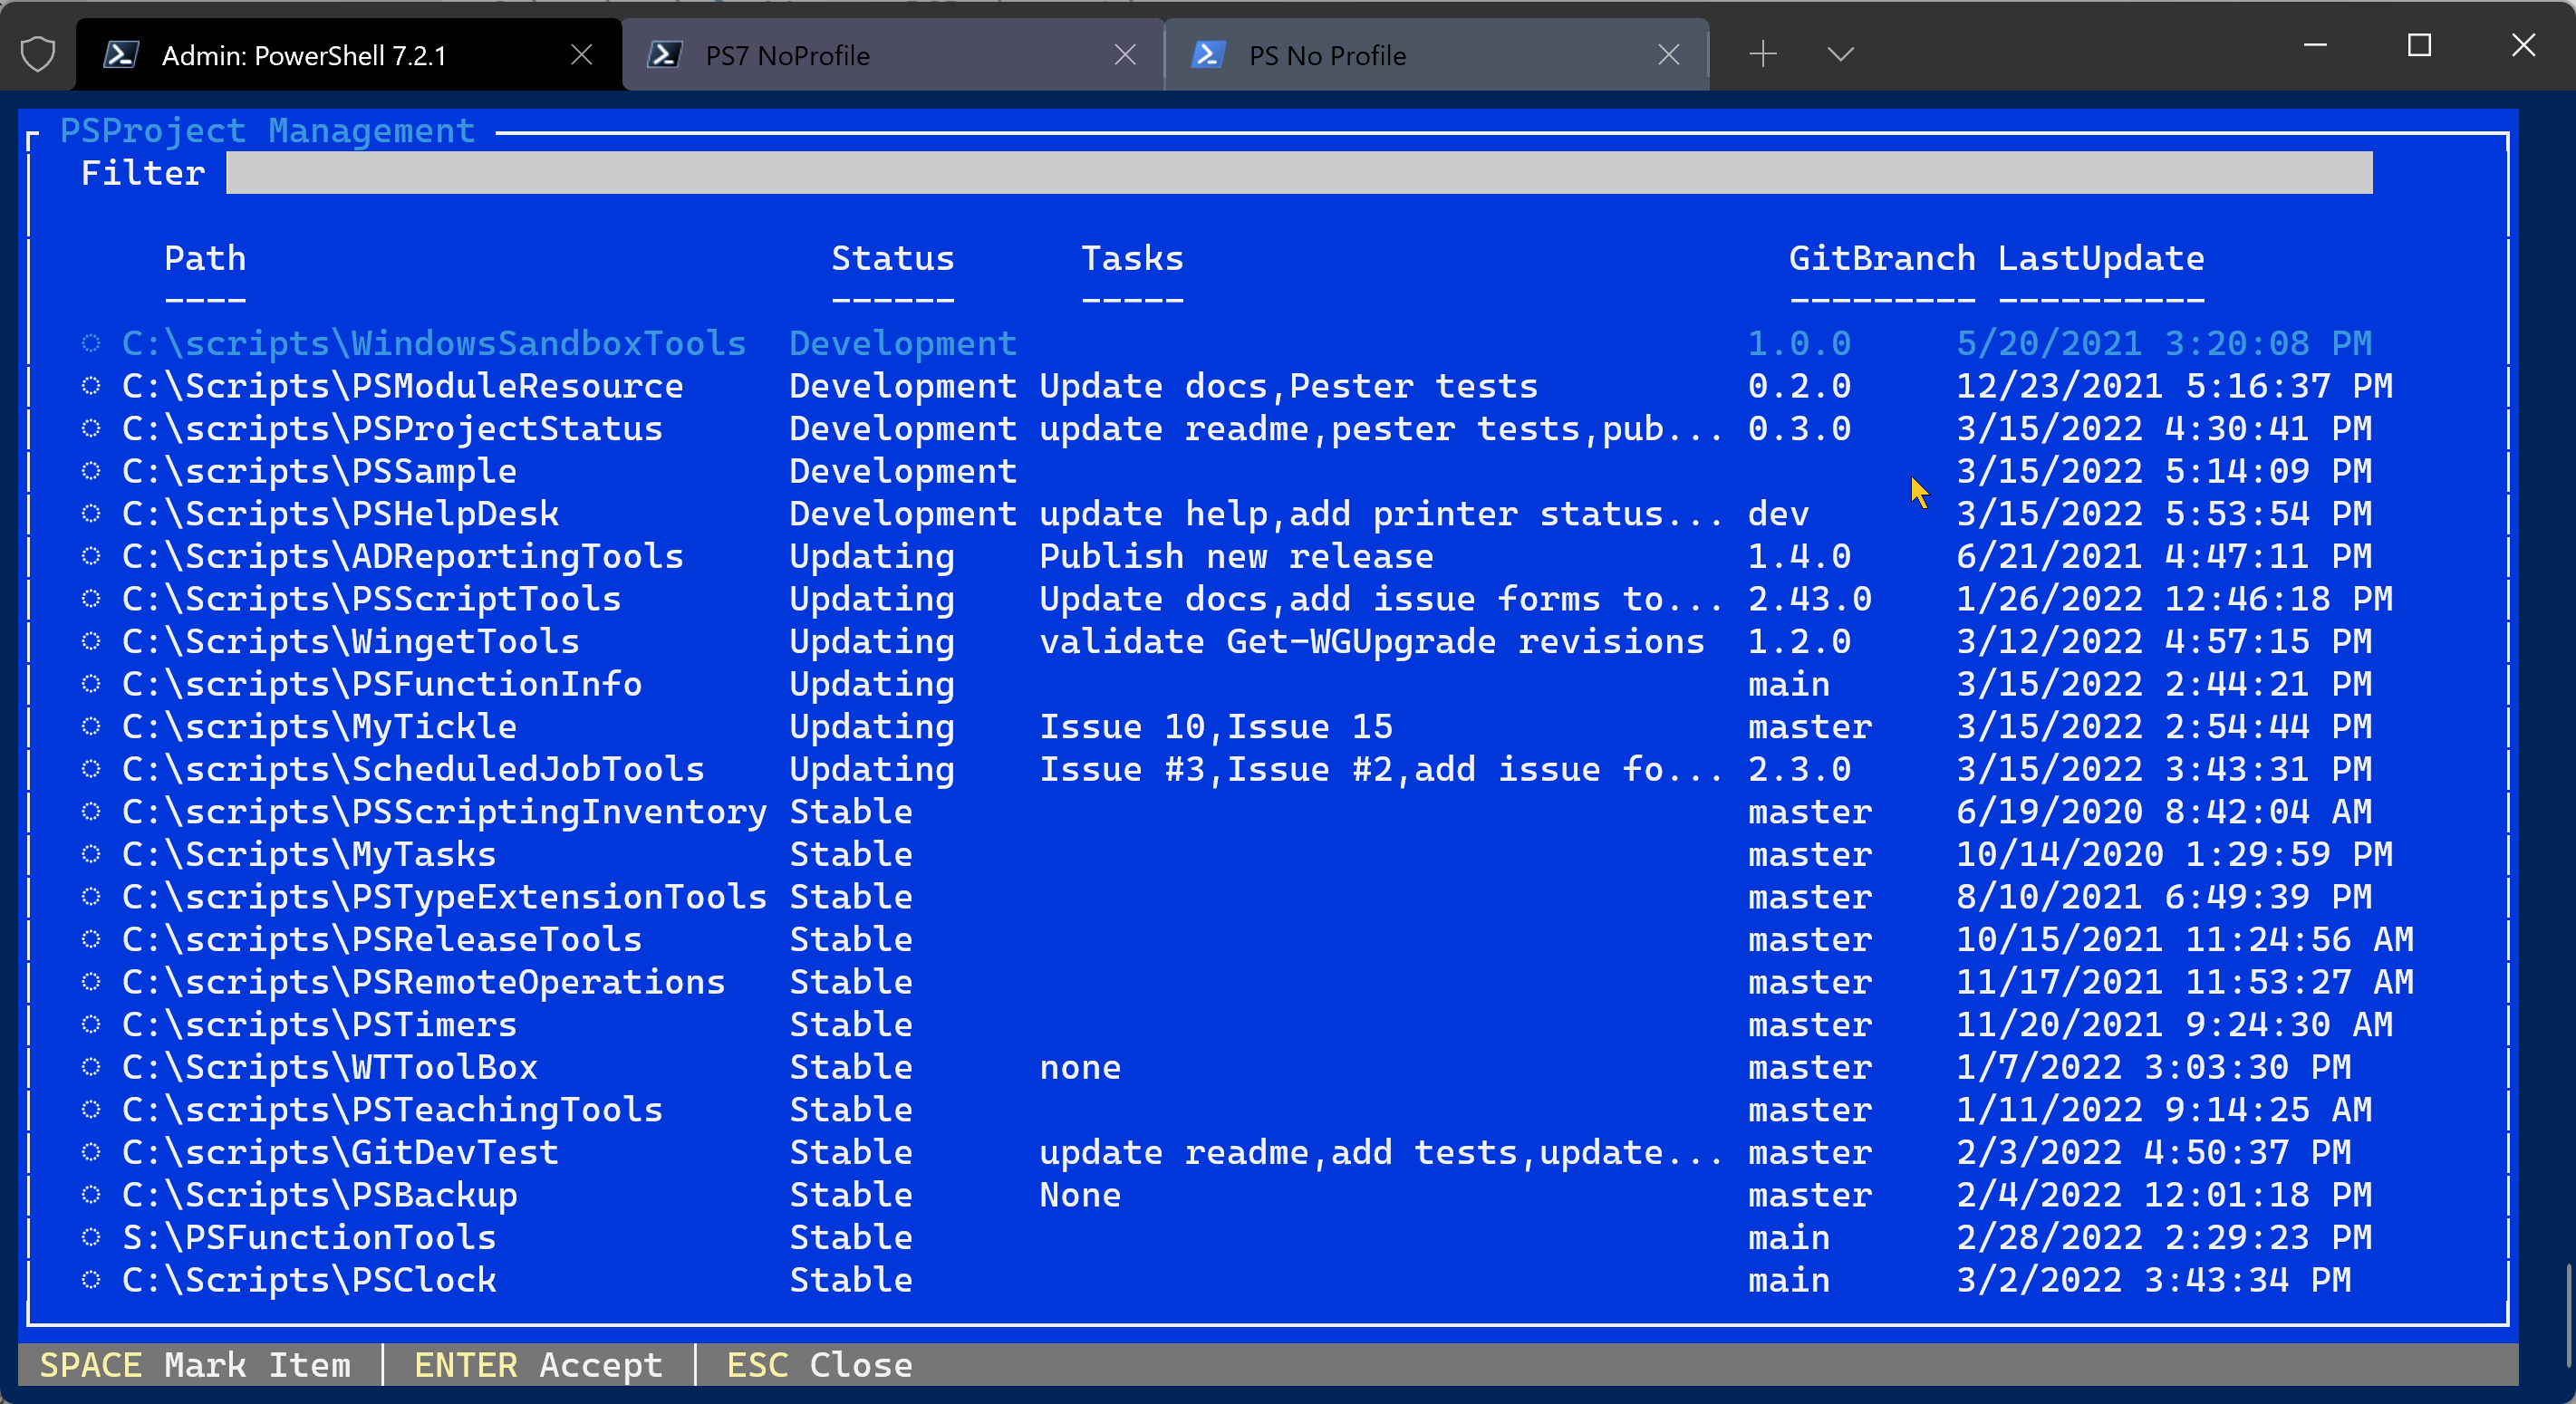 Admin: PowerShell 7.2.1 PS7 NoProfile PS No Profile
PSProject Management
Filter
Path Status Tasks GitBranch LastUpdate
---- ------ ----- --------- ----------
C:\scripts\WindowsSandboxTools Development 1.0.0 5/20/2021 3:20:08 PM
C:\Scripts\PSModuleResource Development Update docs,Pester tests 0.2.0 12/23/2021 5:16:37 PM
C:\scripts\PSProjectStatus Development update readme,pester tests,pub... 0.3.0 3/15/2022 4:30:41 PM
C:\scripts\PSSample Development 3/15/2022 5:14:09 PM
C:\Scripts\PSHelpDesk Development update help,add printer status... dev 3/15/2022 5:53:54 PM
C:\Scripts\ADReportingTools Updating Publish new release 1.4.0 6/21/2021 4:47:11 PM
C:\Scripts\PSScriptTools Updating Update docs,add issue forms to... 2.43.0 1/26/2022 12:46:18 PM
C:\Scripts\WingetTools Updating validate Get-WGUpgrade revisions 1.2.0 3/12/2022 4:57:15 PM
C:\scripts\PSFunctionInfo Updating main 3/15/2022 2:44:21 PM
C:\scripts\MyTickle Updating Issue 10,Issue 15 master 3/15/2022 2:54:44 PM
C:\scripts\ScheduledJobTools Updating Issue #3,Issue #2,add issue fo... 2.3.0 3/15/2022 3:43:31 PM
C:\scripts\PSScriptingInventory Stable master 6/19/2020 8:42:04 AM
C:\Scripts\MyTasks Stable master 10/14/2020 1:29:59 PM
C:\scripts\PSTypeExtensionTools Stable master 8/10/2021 6:49:39 PM
C:\scripts\PSReleaseTools Stable master 10/15/2021 11:24:56 AM
C:\scripts\PSRemoteOperations Stable master 11/17/2021 11:53:27 AM
C:\scripts\PSTimers Stable master 11/20/2021 9:24:30 AM
C:\Scripts\WTToolBox Stable none master 1/7/2022 3:03:30 PM
C:\scripts\PSTeachingTools Stable master 1/11/2022 9:14:25 AM
C:\scripts\GitDevTest Stable update readme,add tests,update... master 2/3/2022 4:50:37 PM
C:\Scripts\PSBackup Stable None master 2/4/2022 12:01:18 PM
S:\PSFunctionTools Stable main 2/28/2022 2:29:23 PM
C:\Scripts\PSClock Stable main 3/2/2022 3:43:34 PM
SPACE Mark Item │ ENTER Accept │ ESC Close